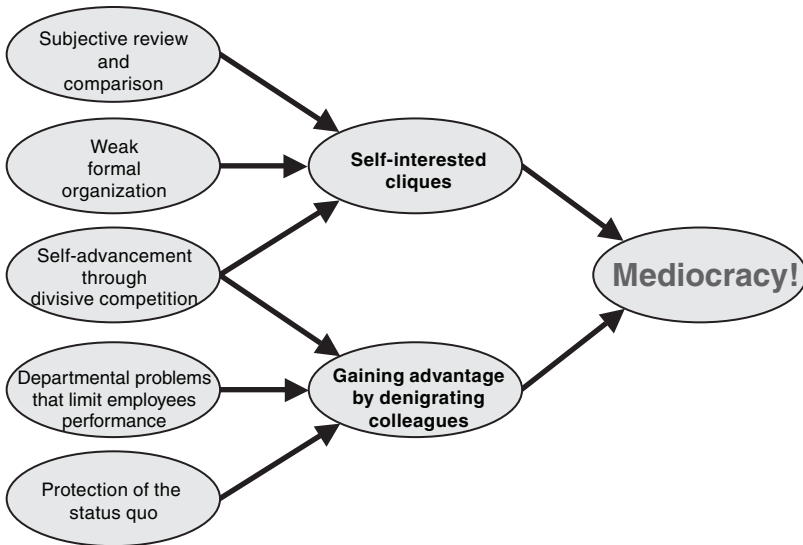 Subjective review
and
comparison
Weak
formal
organization
Self-interested
cliques
Self-advancement
through
divisive competition
Mediocracy!
Departmental problems
that limit employees
performance
Gaining advantage
by denigrating
colleagues
Protection of the
status quo